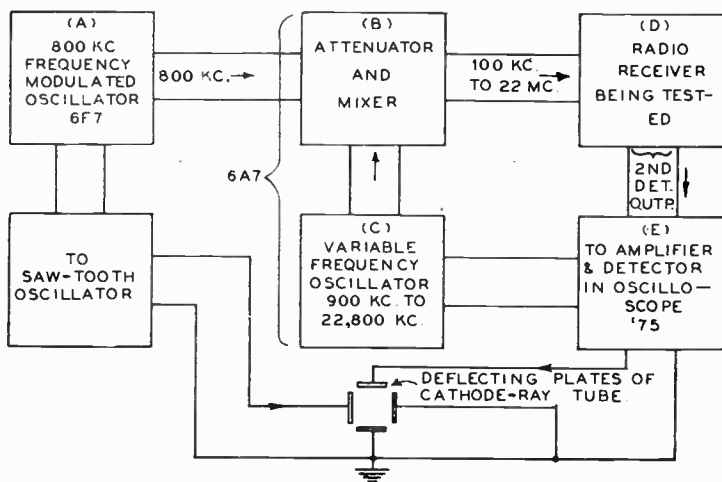 (A)
800 KC
FREQUENCY
MODULATED
OSCILLATOR
6F7
800 KC.
(B)
ATTENUATOR
AND
MIXER
100 KC.
TO 22 MC.
(D)
RADIO
RECEIVER
BEING TEST-
ED
6A7
2ND
DET.
OUTP.
TO
SAW-TOOTH
OSCILLATOR
(C)
VARIABLE
FREQUENCY
OSCILLATOR
900 KC. TO
22,800 KC.
(E)
TO AMPLIFIER
& DETECTOR
IN OSCILLO-
SCOPE
'75
DEFLECTING PLATES OF
CATHODE-RAY TUBE.